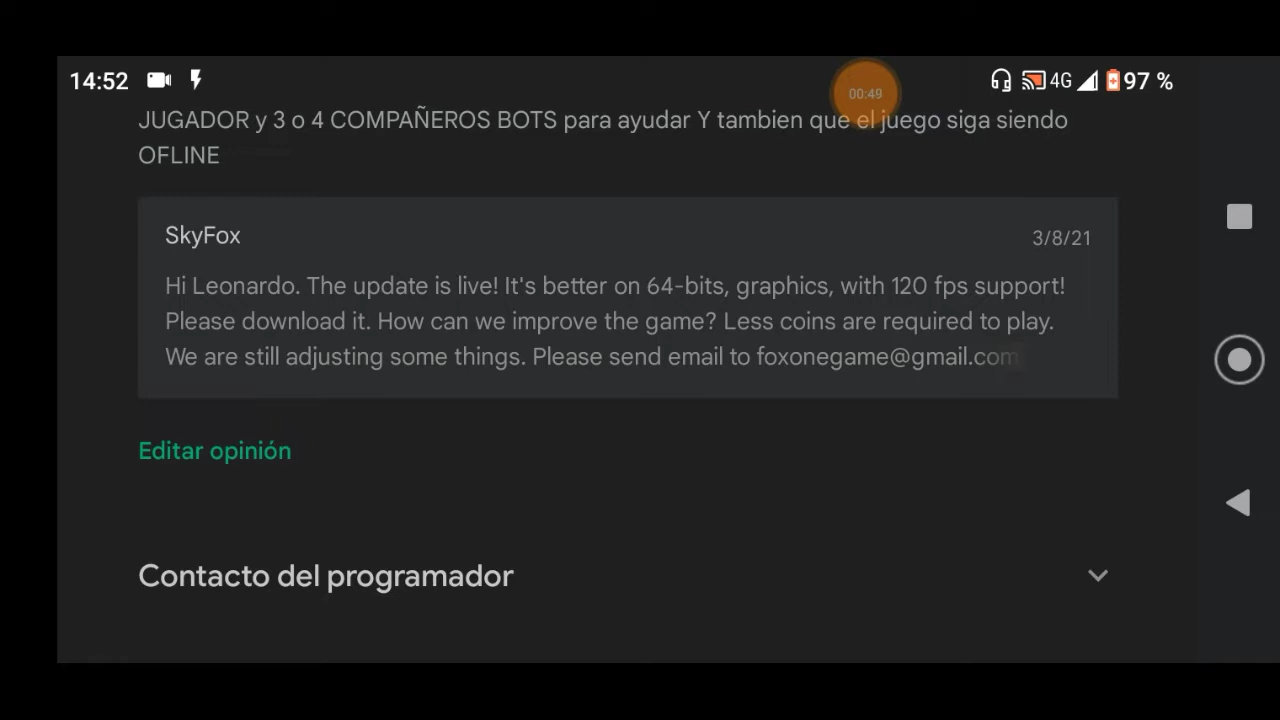 14:52 00:49 4G 97 %
JUGADOR y 3 o 4 COMPAÑEROS BOTS para ayudar Y tambien que el juego siga siendo
OFLINE
SkyFox 3/8/21
Hi Leonardo. The update is live! It's better on 64-bits, graphics, with 120 fps support!
Please download it. How can we improve the game? Less coins are required to play.
We are still adjusting some things. Please send email to foxonegame@gmail.com
Editar opinión
Contacto del programador